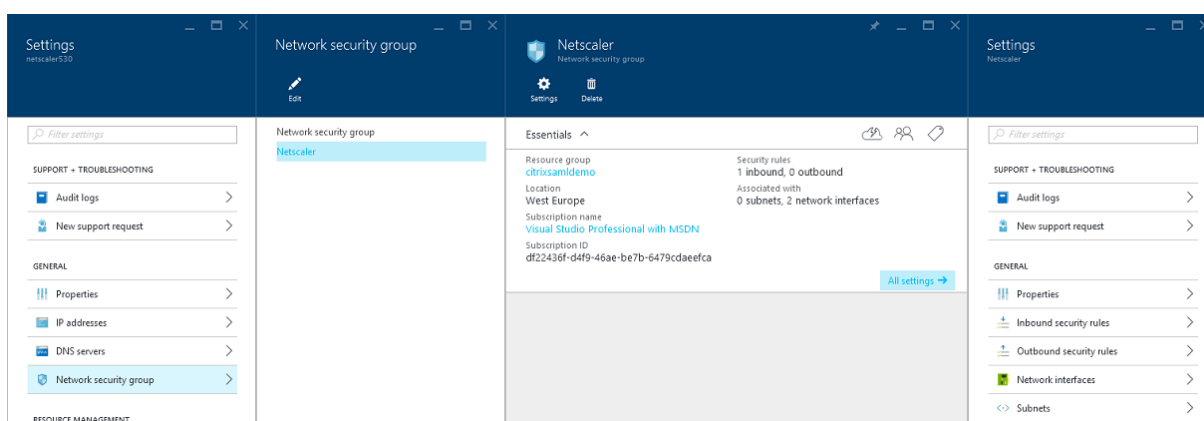 Settings
netscaler530
Filter settings
SUPPORT + TROUBLESHOOTING
Audit logs
New support request
GENERAL
Properties
IP addresses
DNS servers
Network security group
RESOURCE MANAGEMENT
Network security group
Edit
Network security group
Netscaler
Netscaler
Network security group
Settings Delete
Essentials
Resource group
citrixsamldemo
Location
West Europe
Subscription name
Visual Studio Professional with MSDN
Subscription ID
df22436f-d4f9-46ae-be7b-6479cdaeefca
Security rules
1 inbound, 0 outbound
Associated with
0 subnets, 2 network interfaces
All settings →
Settings
Netscaler
Filter settings
SUPPORT + TROUBLESHOOTING
Audit logs
New support request
GENERAL
Properties
Inbound security rules
Outbound security rules
Network interfaces
Subnets